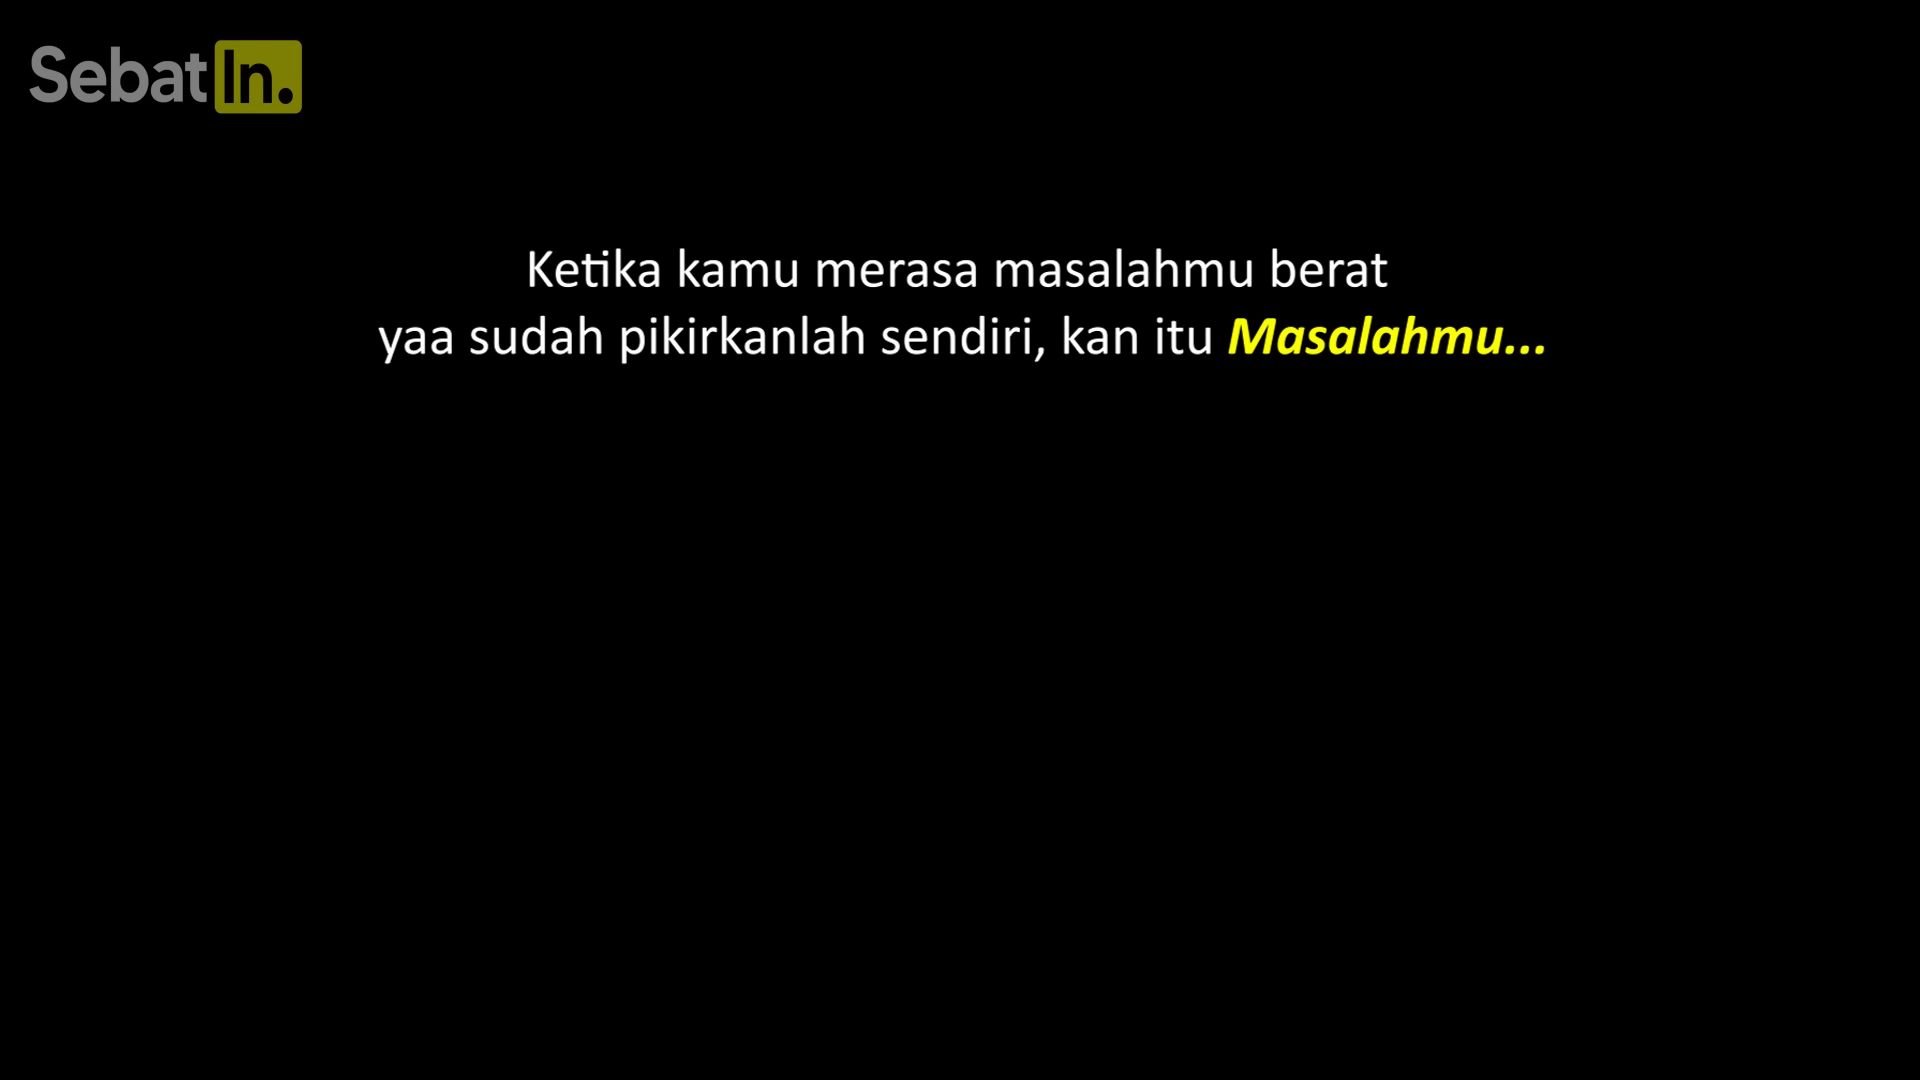 SebatIn.
Ketika kamu merasa masalahmu berat
yaa sudah pikirkanlah sendiri, kan itu Masalahmu...